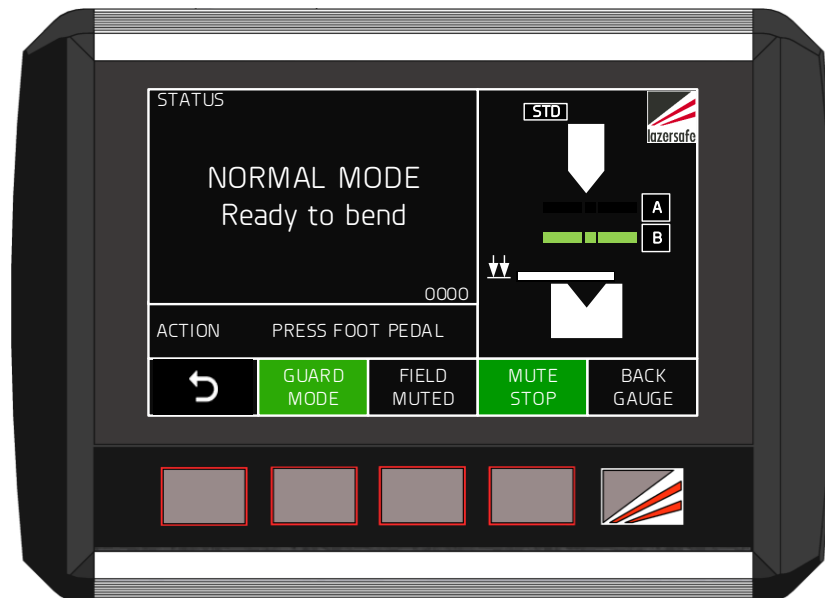 STATUS
NORMAL MODE
Ready to bend
0000
ACTION PRESS FOOT PEDAL
STD
lazersafe
A
B
GUARD MODE
FIELD MUTED
MUTE STOP
BACK GAUGE